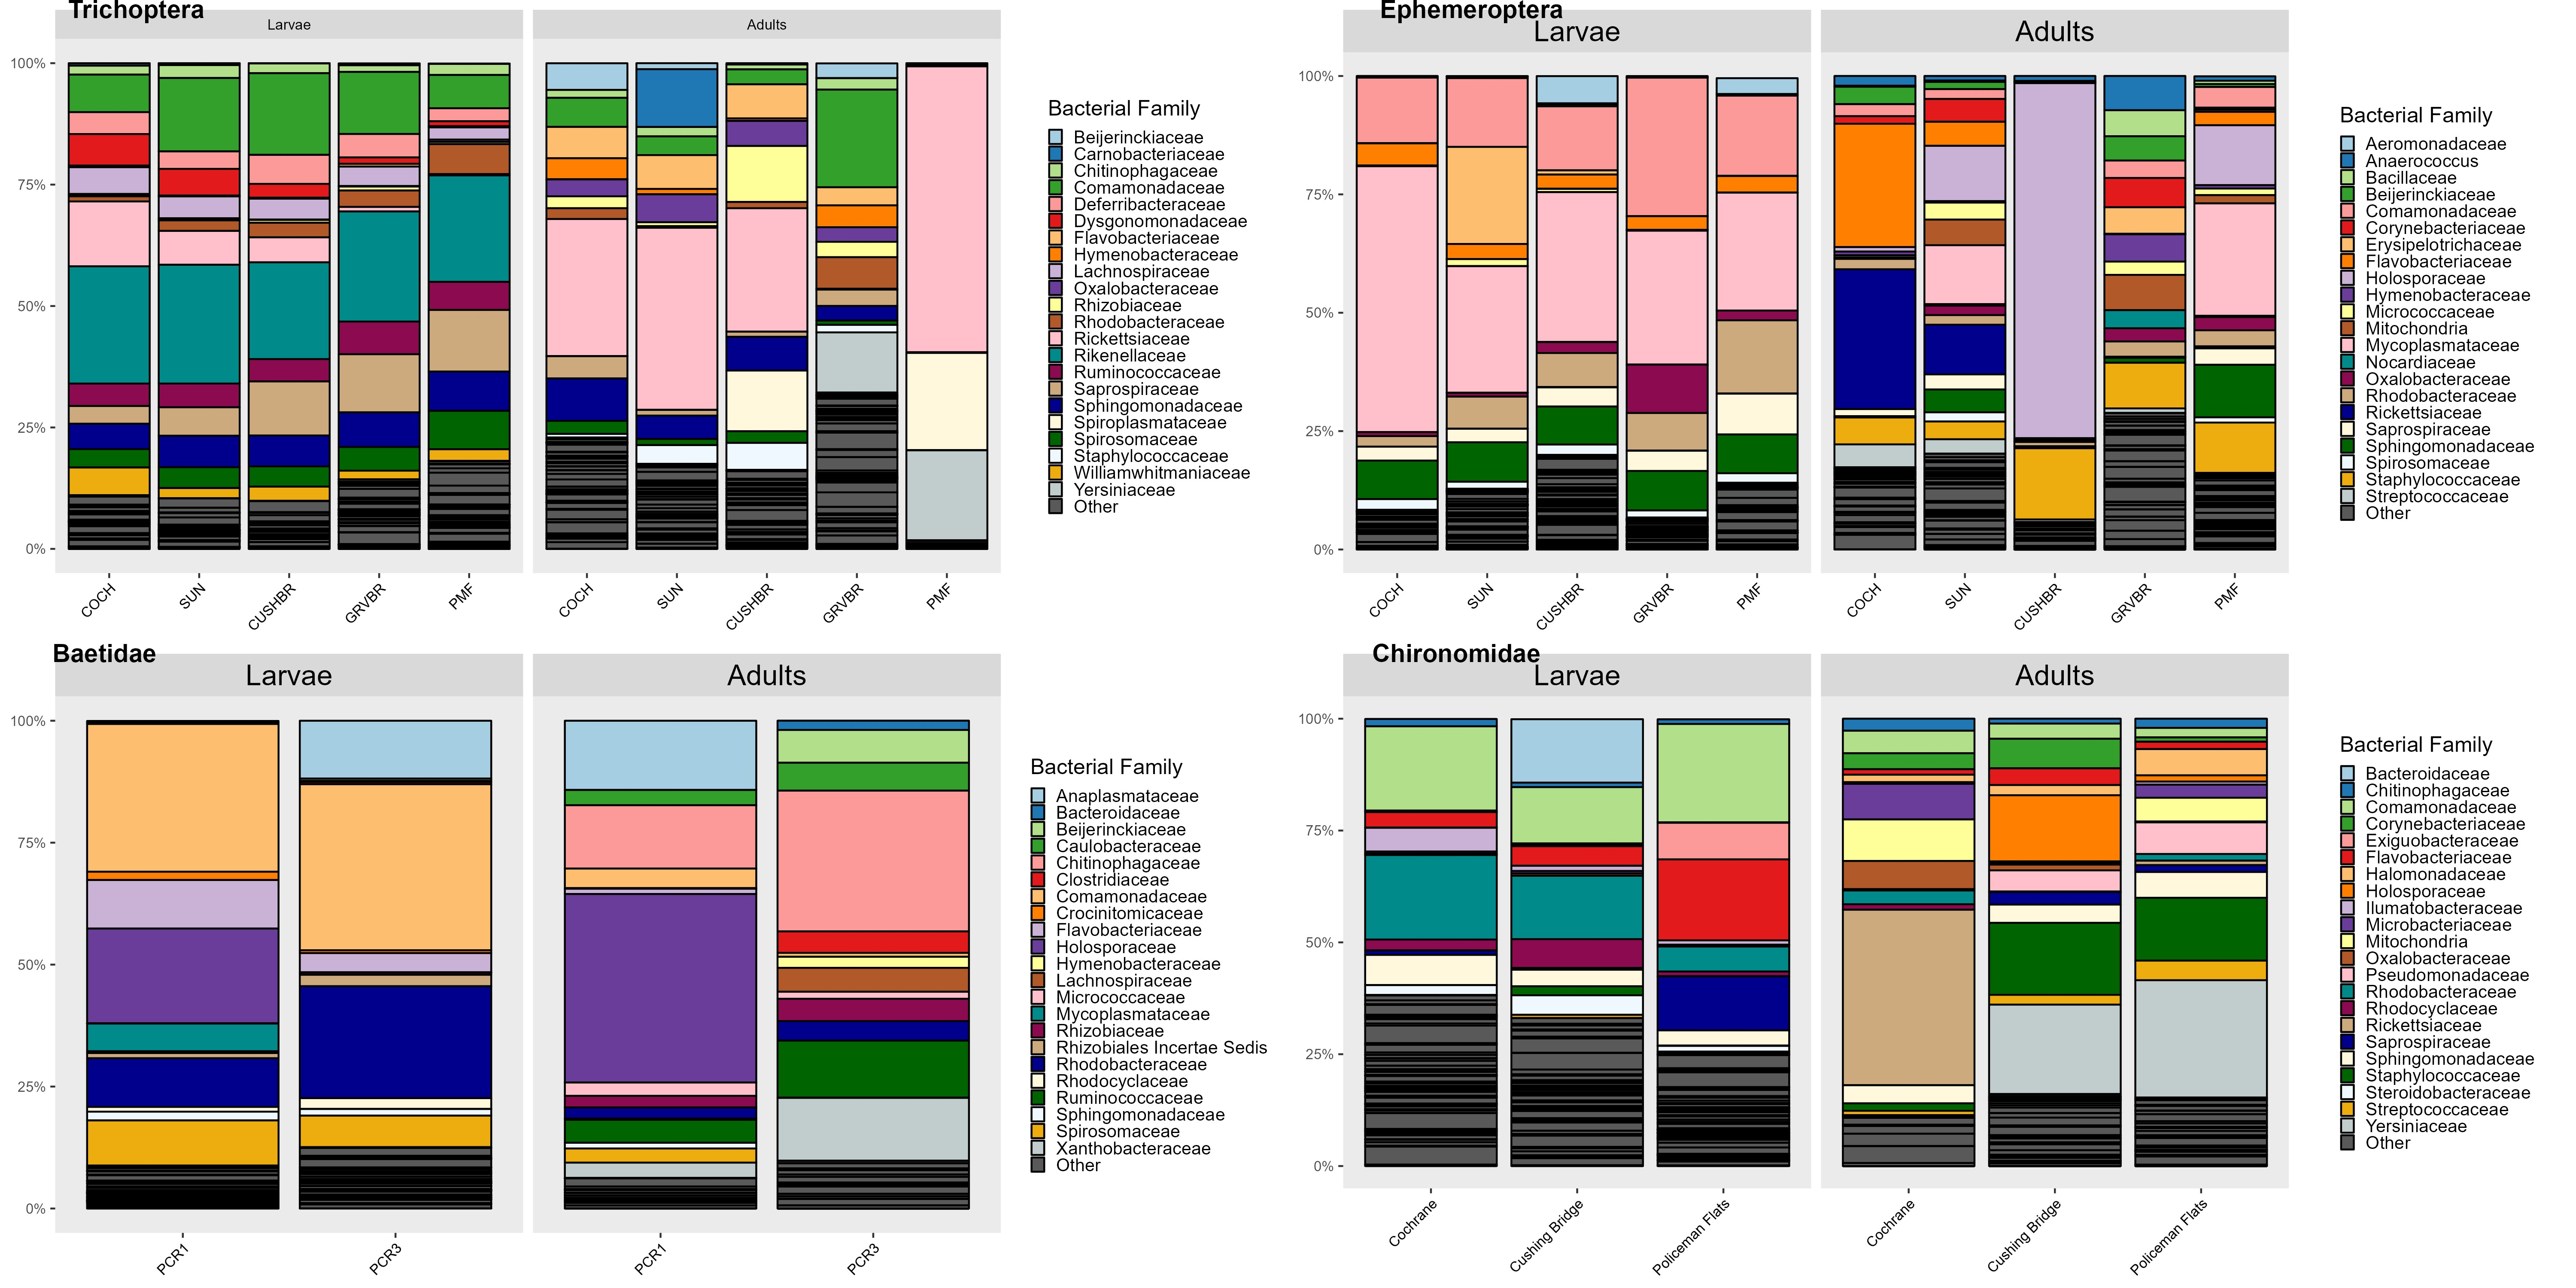 Trichoptera
Larvae
Adults
100%
75%
50%
25%
0%
COCH
SUN
CUSHBR
GRVBR
PMF
COCH
SUN
CUSHBR
GRVBR
PMF
Bacterial Family
Beijerinckiaceae
Carnobacteriaceae
Chitinophagaceae
Comamonadaceae
Deferribacteraceae
Dysgonomonadaceae
Flavobacteriaceae
Hymenobacteraceae
Lachnospiraceae
Oxalobacteraceae
Rhizobiaceae
Rhodobacteraceae
Rickettsiaceae
Rikenellaceae
Ruminococcaceae
Saprospiraceae
Sphingomonadaceae
Spiroplasmataceae
Spirosomaceae
Staphylococcaceae
Williamwhitmaniaceae
Yersiniaceae
Other
Ephemeroptera
Larvae
Adults
100%
75%
50%
25%
0%
COCH
SUN
CUSHBR
GRVBR
PMF
COCH
SUN
CUSHBR
GRVBR
PMF
Bacterial Family
Aeromonadaceae
Anaerococcus
Bacillaceae
Beijerinckiaceae
Comamonadaceae
Corynebacteriaceae
Erysipelotrichaceae
Flavobacteriaceae
Holosporaceae
Hymenobacteraceae
Micrococcaceae
Mitochondria
Mycoplasmataceae
Nocardiaceae
Oxalobacteraceae
Rhodobacteraceae
Rickettsiaceae
Saprospiraceae
Sphingomonadaceae
Spirosomaceae
Staphylococcaceae
Streptococcaceae
Other
Baetidae
Larvae
Adults
100%
75%
50%
25%
0%
PCR1
PCR3
PCR1
PCR3
Bacterial Family
Anaplasmataceae
Bacteroidaceae
Beijerinckiaceae
Caulobacteraceae
Chitinophagaceae
Clostridiaceae
Comamonadaceae
Crocinitomicaceae
Flavobacteriaceae
Holosporaceae
Hymenobacteraceae
Lachnospiraceae
Micrococcaceae
Mycoplasmataceae
Rhizobiaceae
Rhizobiales Incertae Sedis
Rhodobacteraceae
Rhodocyclaceae
Ruminococcaceae
Sphingomonadaceae
Spirosomaceae
Xanthobacteraceae
Other
Chironomidae
Larvae
Adults
100%
75%
50%
25%
0%
Cochrane
Cushing Bridge
Policeman Flats
Cochrane
Cushing Bridge
Policeman Flats
Bacterial Family
Bacteroidaceae
Chitinophagaceae
Comamonadaceae
Corynebacteriaceae
Exiguobacteraceae
Flavobacteriaceae
Halomonadaceae
Holosporaceae
Ilumatobacteraceae
Microbacteriaceae
Mitochondria
Oxalobacteraceae
Pseudomonadaceae
Rhodobacteraceae
Rhodocyclaceae
Rickettsiaceae
Saprospiraceae
Sphingomonadaceae
Staphylococcaceae
Steroidobacteraceae
Streptococcaceae
Yersiniaceae
Other